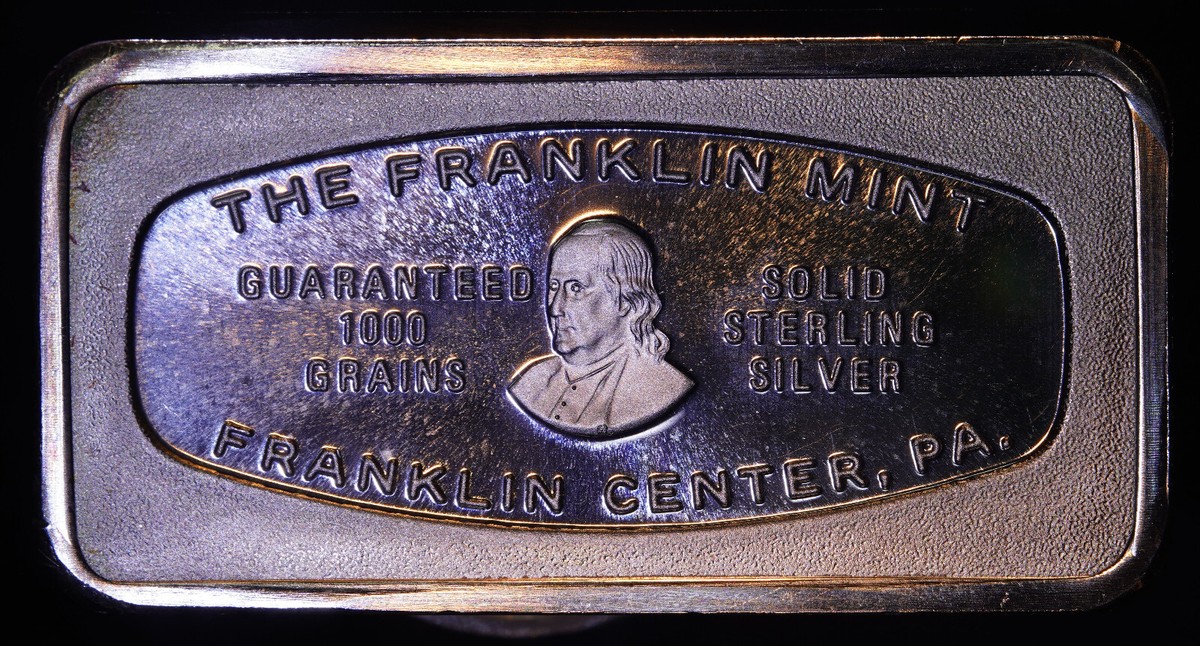 THE FRANKLIN MINT
GUARANTEED
1000
GRAINS
SOLID
STERLING
SILVER
FRANKLIN CENTER, PA.